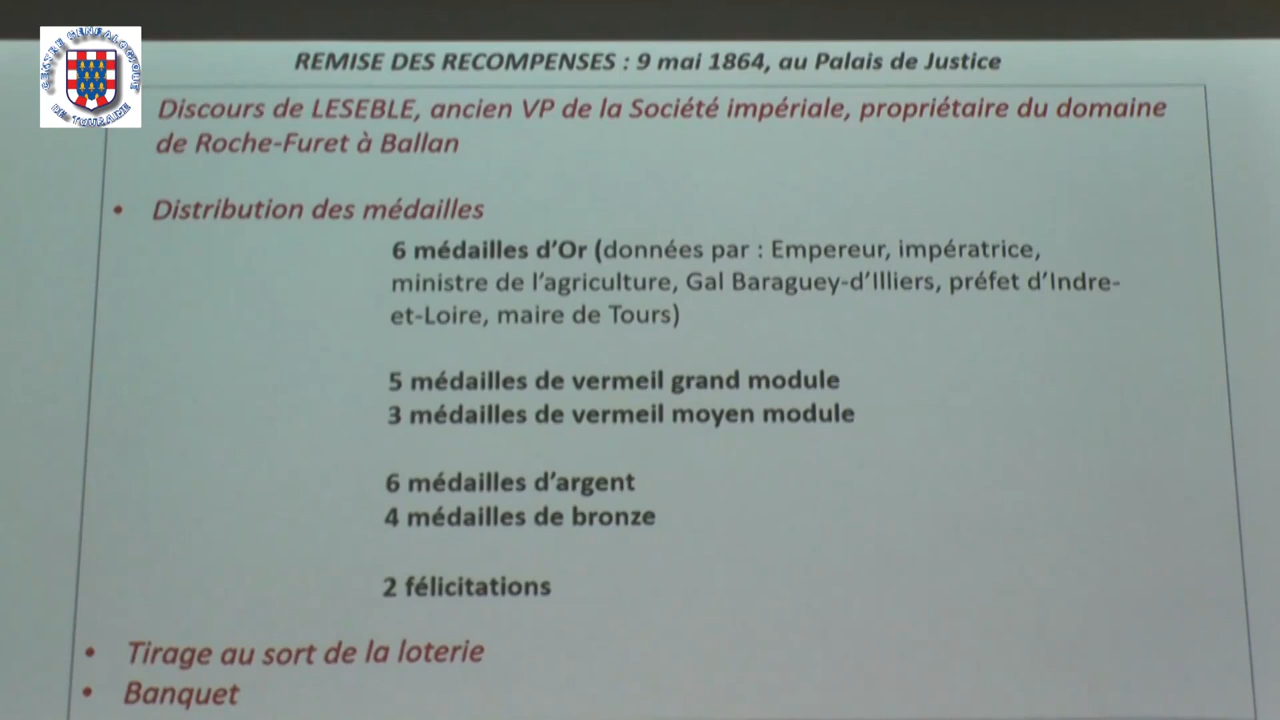 CENTRE GENEALOGIQUE
DE TOURAINE
REMISE DES RECOMPENSES : 9 mai 1864, au Palais de Justice
Discours de LESEBLE, ancien VP de la Société impériale, propriétaire du domaine
de Roche-Furet à Ballan
• Distribution des médailles
6 médailles d’Or (données par : Empereur, impératrice,
ministre de l’agriculture, Gal Baraguey-d’Illiers, préfet d’Indre-
et-Loire, maire de Tours)
5 médailles de vermeil grand module
3 médailles de vermeil moyen module
6 médailles d’argent
4 médailles de bronze
2 félicitations
• Tirage au sort de la loterie
• Banquet